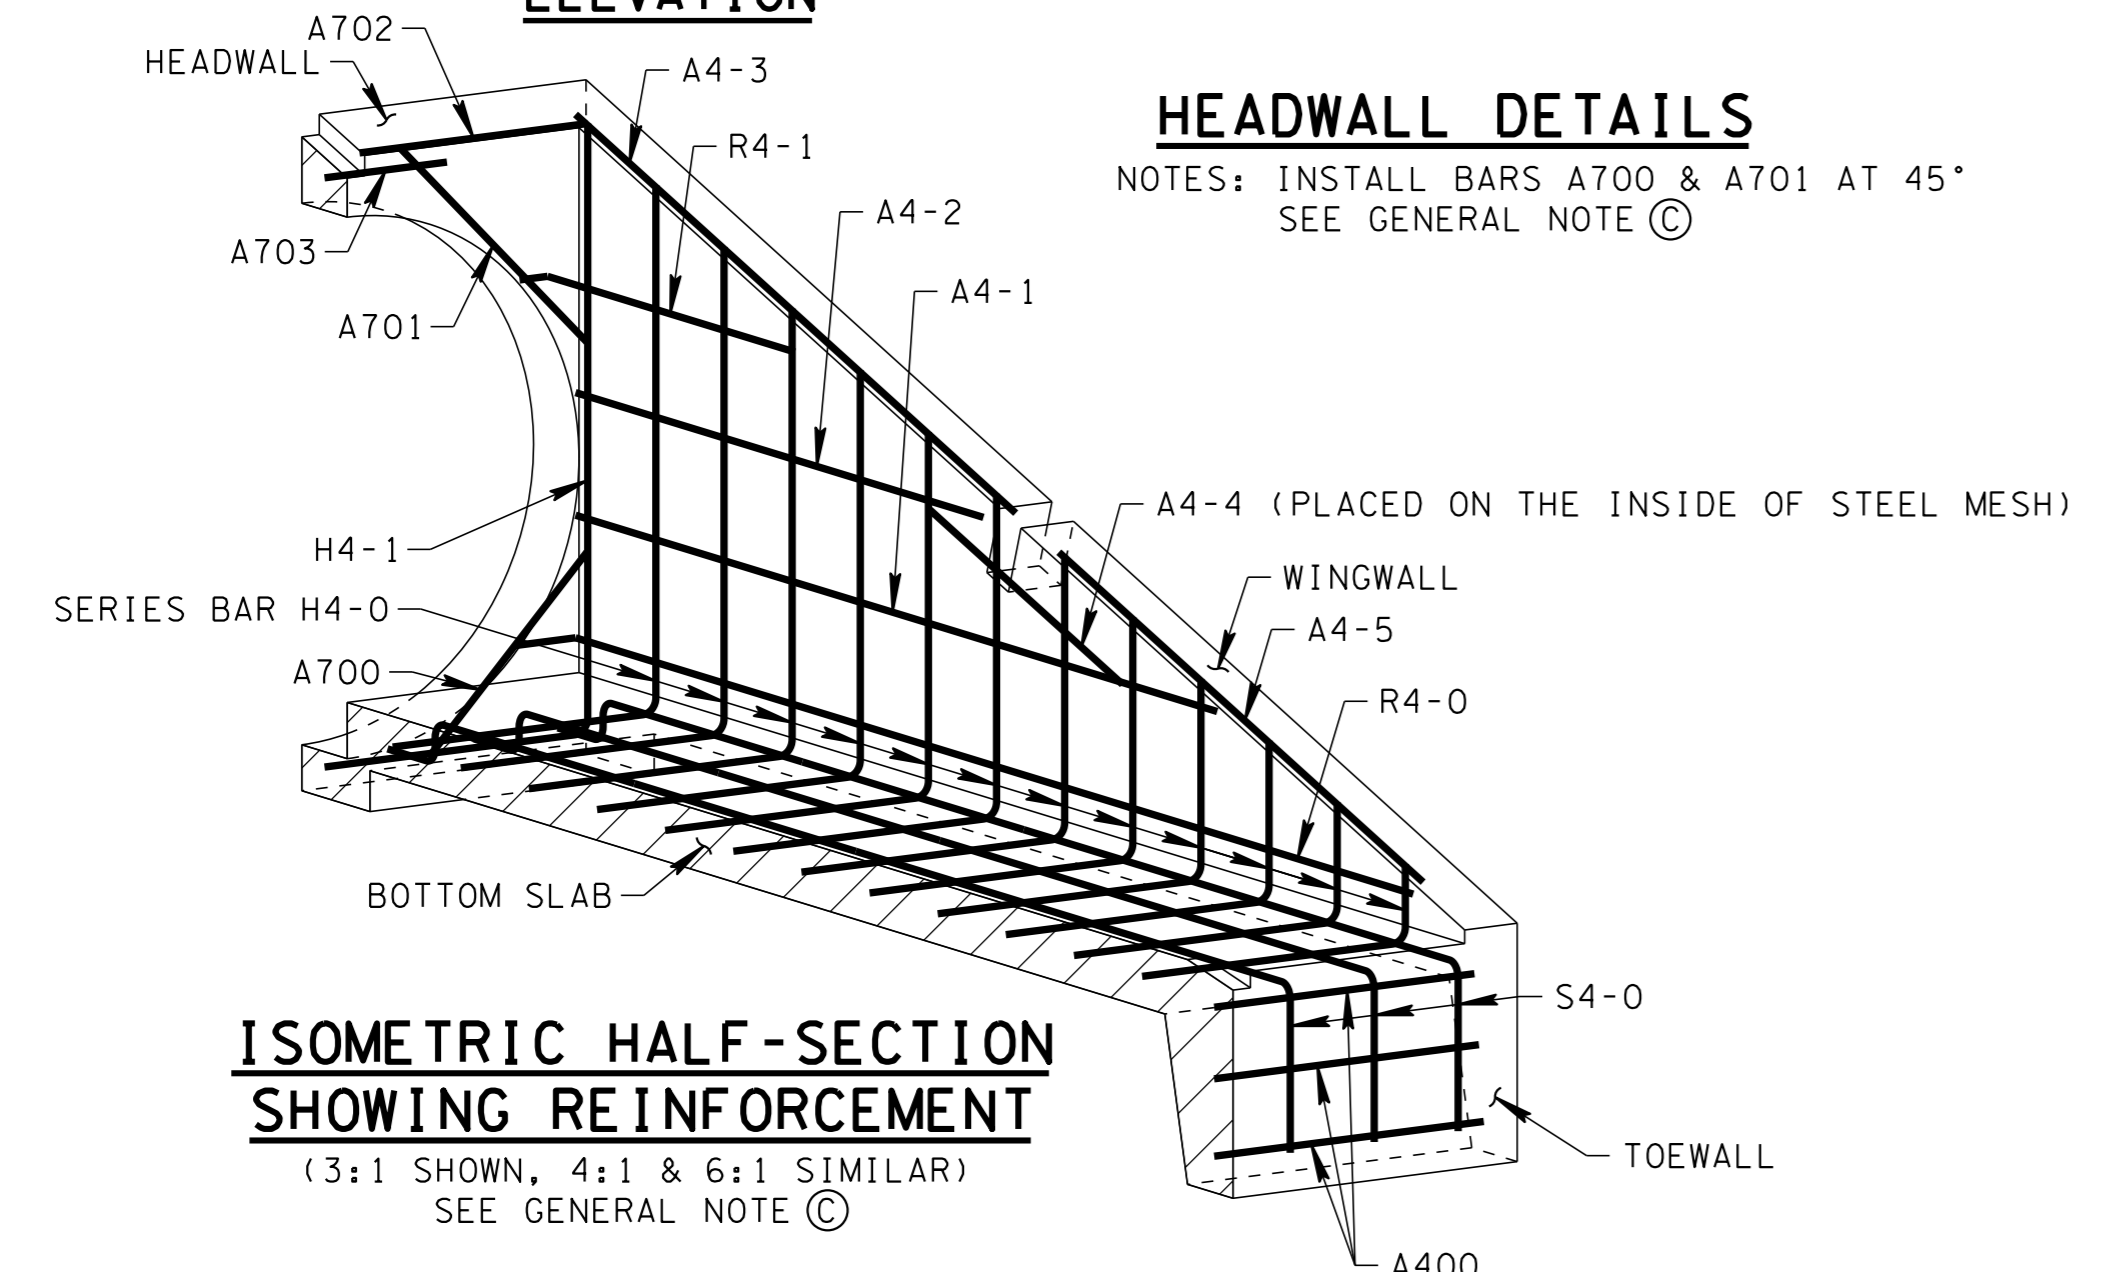 ELEVATION
A702
HEADWALL
A4-3
R4-1
A4-2
A4-1
A703
A701
HEADWALL DETAILS
NOTES: INSTALL BARS A700 & A701 AT 45°
SEE GENERAL NOTE Ⓒ
A4-4 (PLACED ON THE INSIDE OF STEEL MESH)
H4-1
WINGWALL
SERIES BAR H4-0
A4-5
A700
R4-0
BOTTOM SLAB
S4-0
ISOMETRIC HALF-SECTION
SHOWING REINFORCEMENT
(3:1 SHOWN, 4:1 & 6:1 SIMILAR)
SEE GENERAL NOTE Ⓒ
TOEWALL
A400